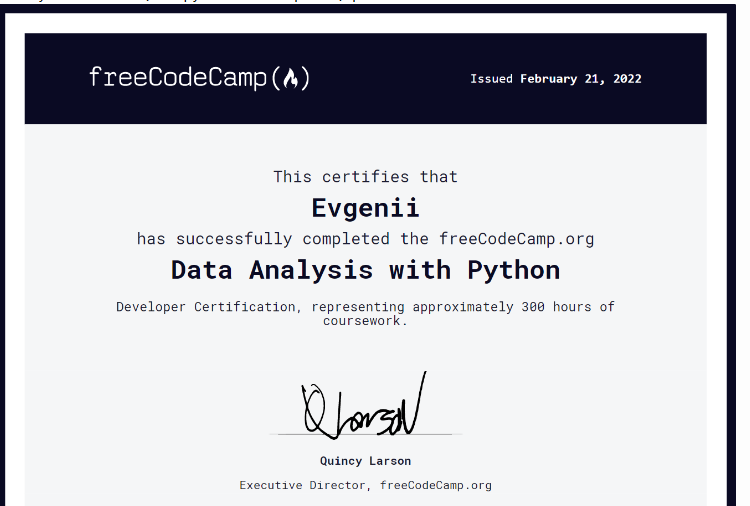 freeCodeCamp
Issued February 21, 2022
This certifies that
Evgenii
has successfully completed the freeCodeCamp.org
Data Analysis with Python
Developer Certification, representing approximately 300 hours of
coursework.
Q Larson
Quincy Larson
Executive Director, freeCodeCamp.org